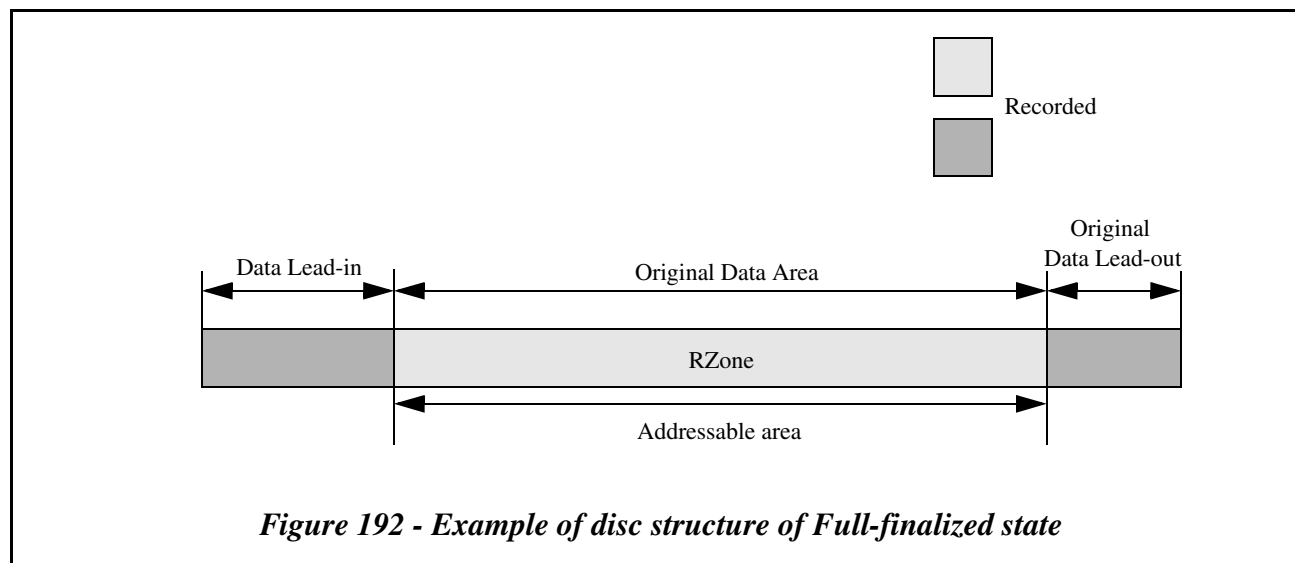 Recorded
Original
Data Lead-out
Data Lead-in
Original Data Area
RZone
Addressable area
Figure 192 - Example of disc structure of Full-finalized state